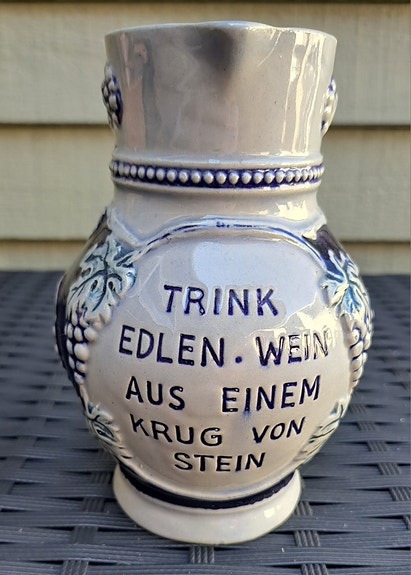 TRINK
EDLEN. WEIN
AUS EINEM
KRUG VON
STEIN